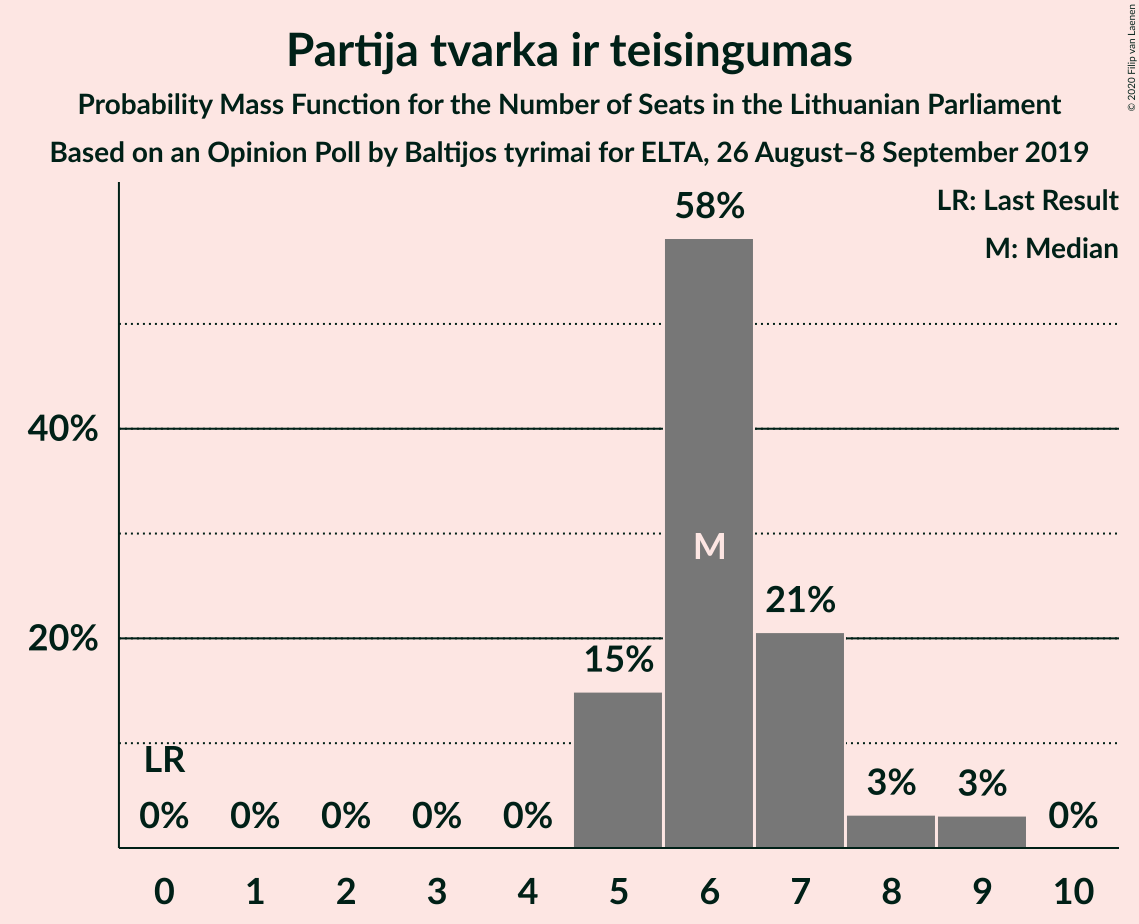 Partija tvarka ir teisingumas
Probability Mass Function for the Number of Seats in the Lithuanian Parliament
Based on an Opinion Poll by Baltijos tyrimai for ELTA, 26 August–8 September 2019
© 2020 Filip van Laenen
LR: Last Result
M: Median
58%
40%
M
21%
20%
15%
LR
3% 3%
0% 0% 0% 0% 0% 0%
0 1 2 3 4 5 6 7 8 9 10